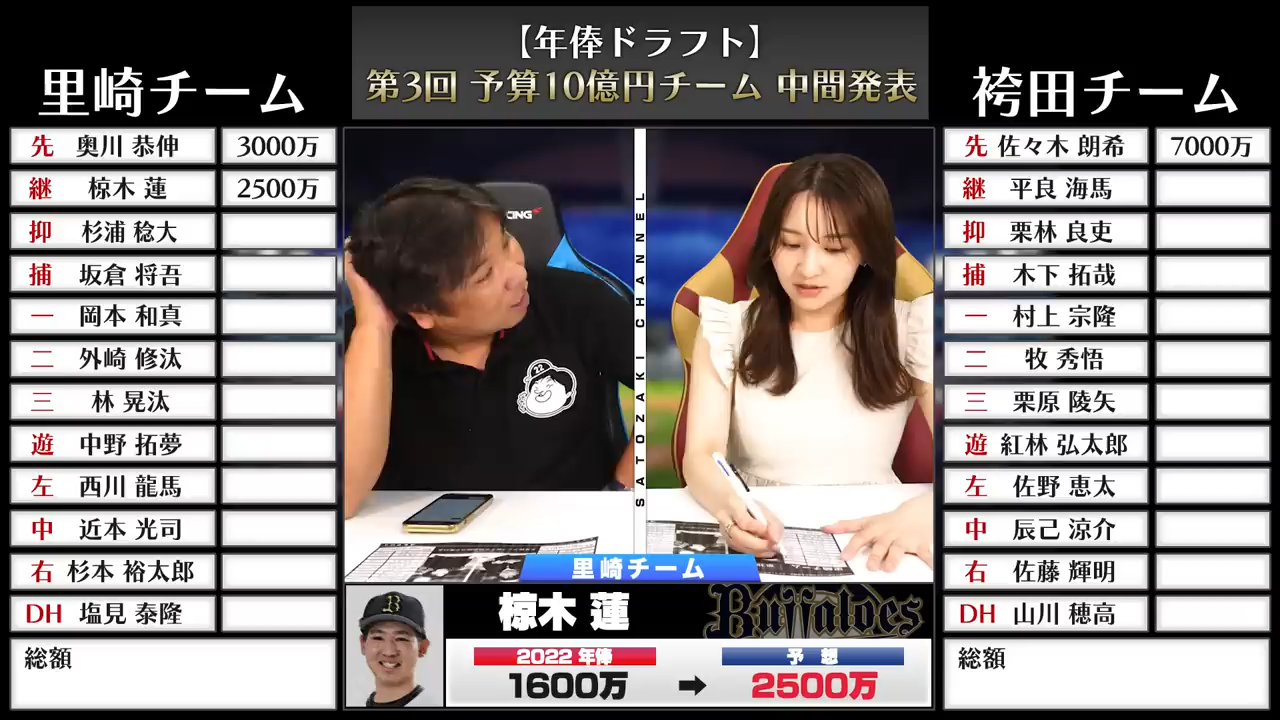 【年俸ドラフト】
第3回 予算10億円チーム 中間発表
里崎チーム
先 奥川 恭伸 3000万
継 椋木 蓮 2500万
抑 杉浦 稔大
捕 坂倉 将吾
一 岡本 和真
二 外崎 修汰
三 林 晃汰
遊 中野 拓夢
左 西川 龍馬
中 近本 光司
右 杉本 裕太郎
DH 塩見 泰隆
総額
袴田チーム
先 佐々木 朗希 7000万
継 平良 海馬
抑 栗林 良吏
捕 木下 拓哉
一 村上 宗隆
二 牧 秀悟
三 栗原 陵矢
遊 紅林 弘太郎
左 佐野 恵太
中 辰己 涼介
右 佐藤 輝明
DH 山川 穂高
総額
SATOZAKI CHANNEL
里崎チーム
椋木 蓮
Buffaloes
2022 年俸
1600万
➡
予想
2500万